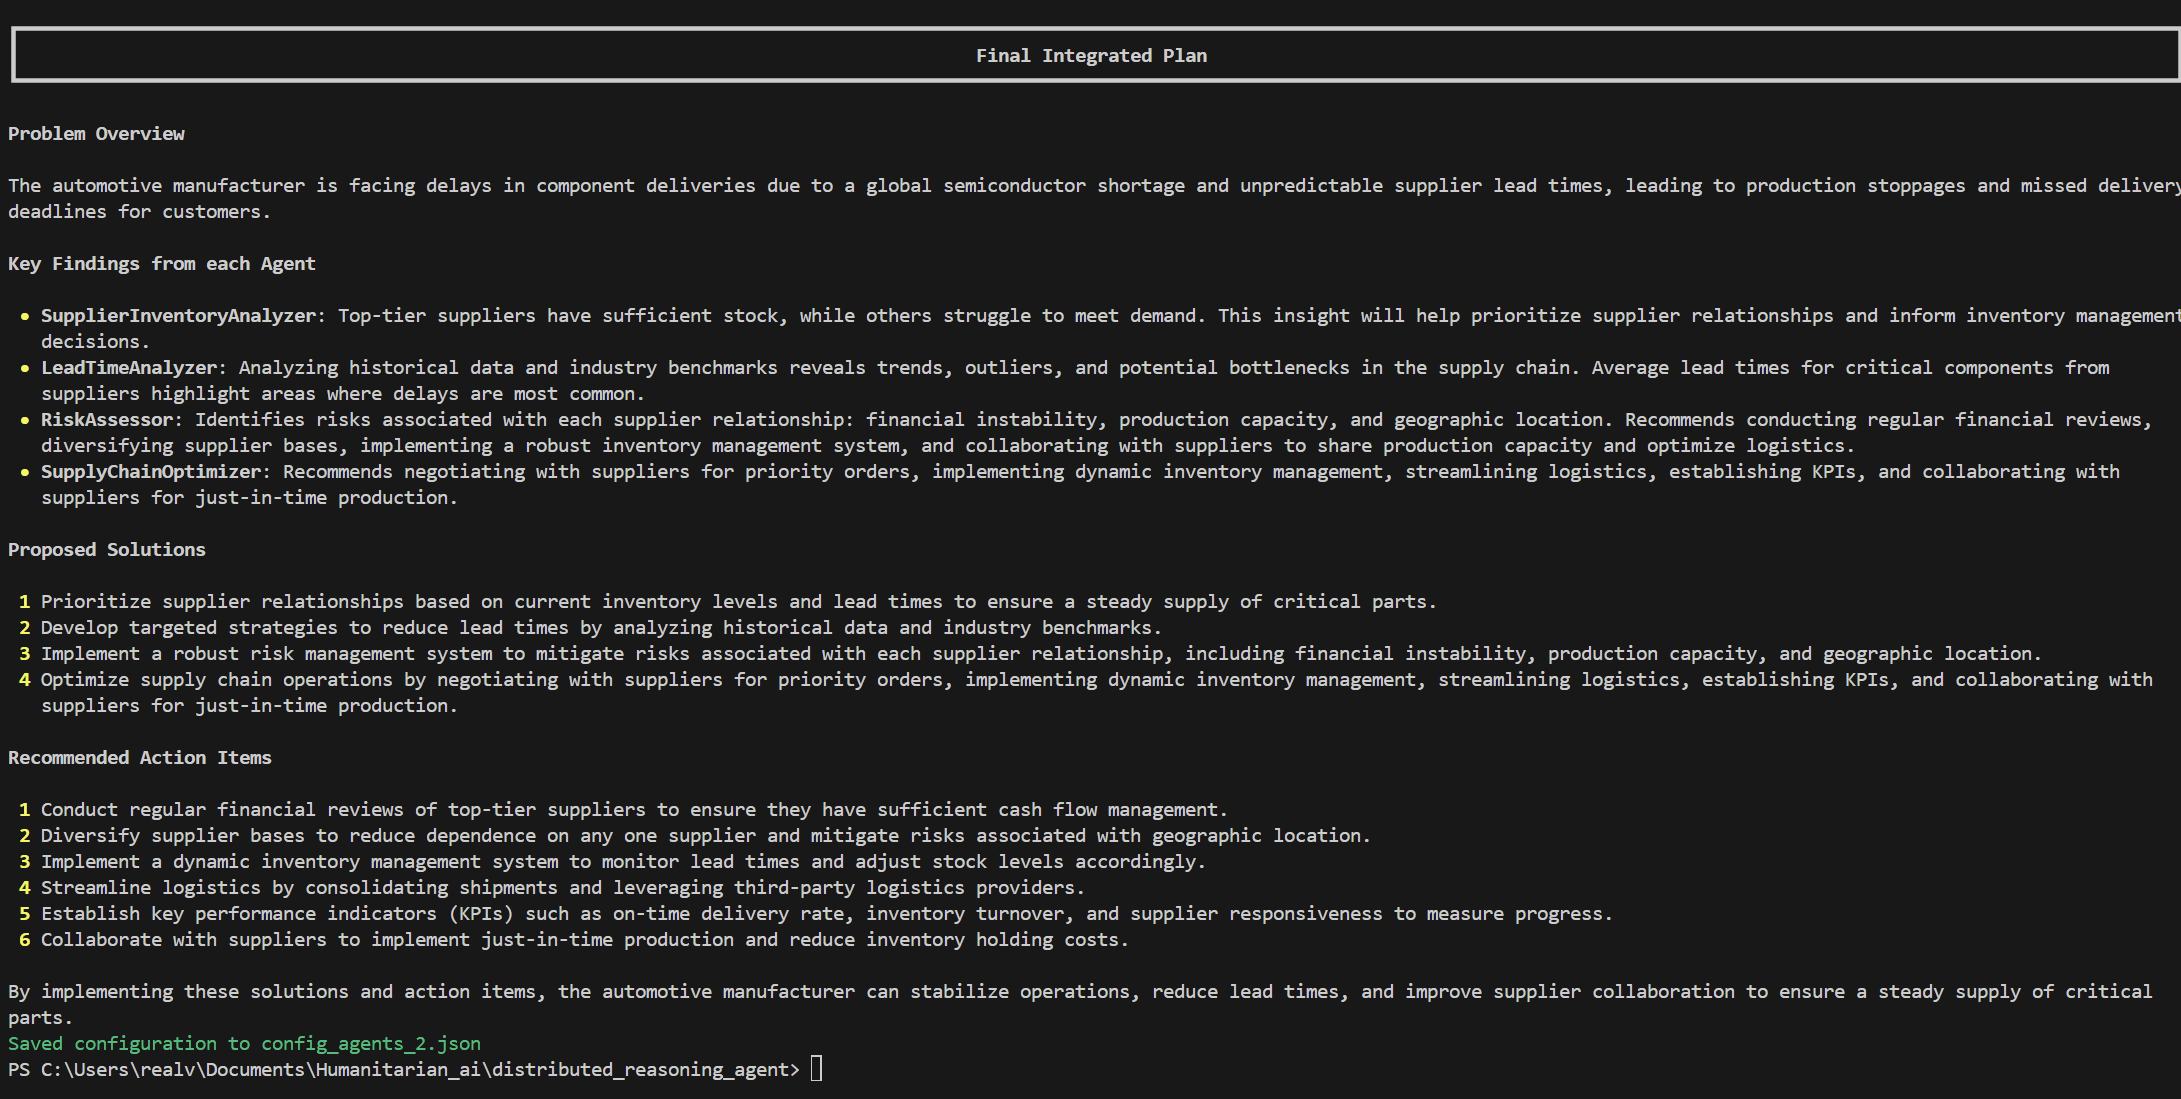 Final Integrated Plan
Problem Overview
The automotive manufacturer is facing delays in component deliveries due to a global semiconductor shortage and unpredictable supplier lead times, leading to production stoppages and missed delivery
deadlines for customers.
Key Findings from each Agent
• SupplierInventoryAnalyzer: Top-tier suppliers have sufficient stock, while others struggle to meet demand. This insight will help prioritize supplier relationships and inform inventory management
decisions.
• LeadTimeAnalyzer: Analyzing historical data and industry benchmarks reveals trends, outliers, and potential bottlenecks in the supply chain. Average lead times for critical components from
suppliers highlight areas where delays are most common.
• RiskAssessor: Identifies risks associated with each supplier relationship: financial instability, production capacity, and geographic location. Recommends conducting regular financial reviews,
diversifying supplier bases, implementing a robust inventory management system, and collaborating with suppliers to share production capacity and optimize logistics.
• SupplyChainOptimizer: Recommends negotiating with suppliers for priority orders, implementing dynamic inventory management, streamlining logistics, establishing KPIs, and collaborating with
suppliers for just-in-time production.
Proposed Solutions
1 Prioritize supplier relationships based on current inventory levels and lead times to ensure a steady supply of critical parts.
2 Develop targeted strategies to reduce lead times by analyzing historical data and industry benchmarks.
3 Implement a robust risk management system to mitigate risks associated with each supplier relationship, including financial instability, production capacity, and geographic location.
4 Optimize supply chain operations by negotiating with suppliers for priority orders, implementing dynamic inventory management, streamlining logistics, establishing KPIs, and collaborating with
suppliers for just-in-time production.
Recommended Action Items
1 Conduct regular financial reviews of top-tier suppliers to ensure they have sufficient cash flow management.
2 Diversify supplier bases to reduce dependence on any one supplier and mitigate risks associated with geographic location.
3 Implement a dynamic inventory management system to monitor lead times and adjust stock levels accordingly.
4 Streamline logistics by consolidating shipments and leveraging third-party logistics providers.
5 Establish key performance indicators (KPIs) such as on-time delivery rate, inventory turnover, and supplier responsiveness to measure progress.
6 Collaborate with suppliers to implement just-in-time production and reduce inventory holding costs.
By implementing these solutions and action items, the automotive manufacturer can stabilize operations, reduce lead times, and improve supplier collaboration to ensure a steady supply of critical
parts.
Saved configuration to config_agents_2.json
PS C:\Users\realv\Documents\Humanitarian_ai\distributed_reasoning_agent>